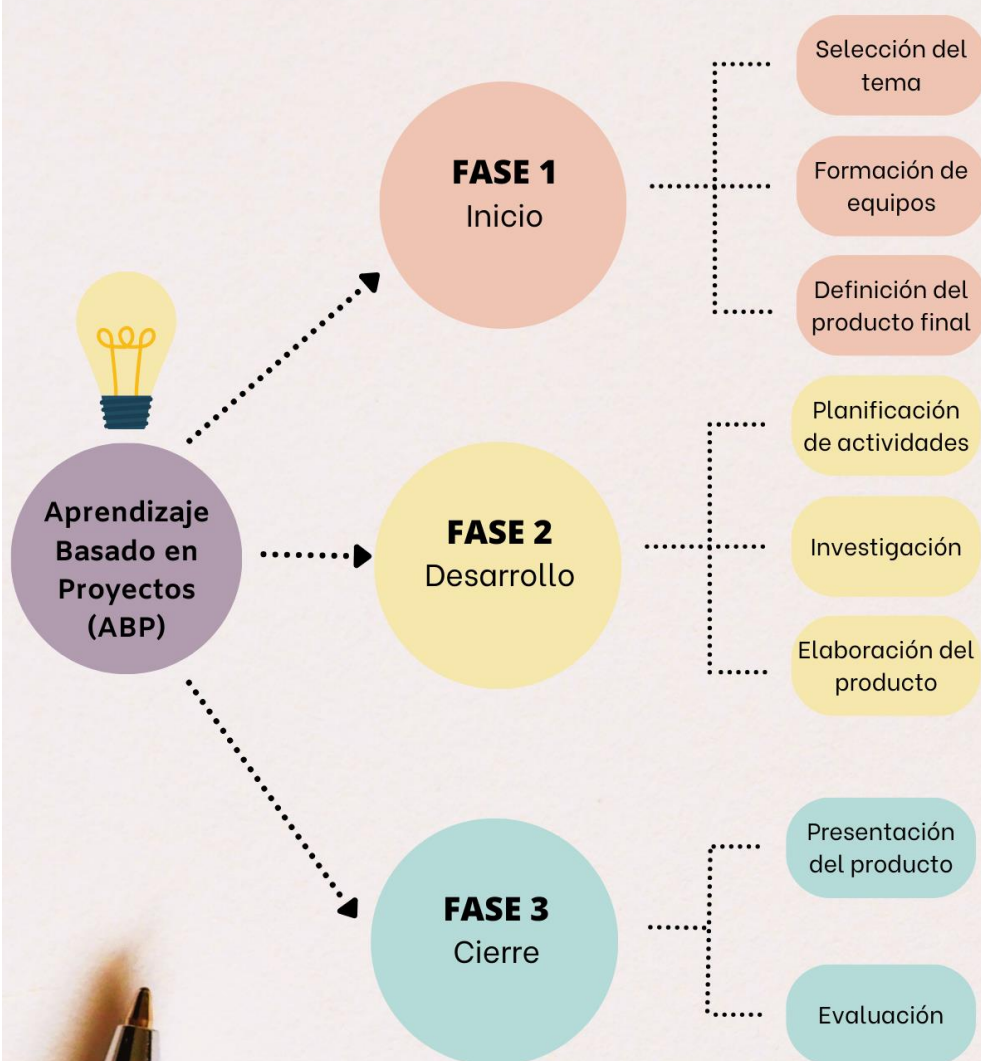 Aprendizaje
Basado en
Proyectos
(ABP)
FASE 1
Inicio
Selección del
tema
Formación de
equipos
Definición del
producto final
FASE 2
Desarrollo
Planificación
de actividades
Investigación
Elaboración del
producto
FASE 3
Cierre
Presentación
del producto
Evaluación